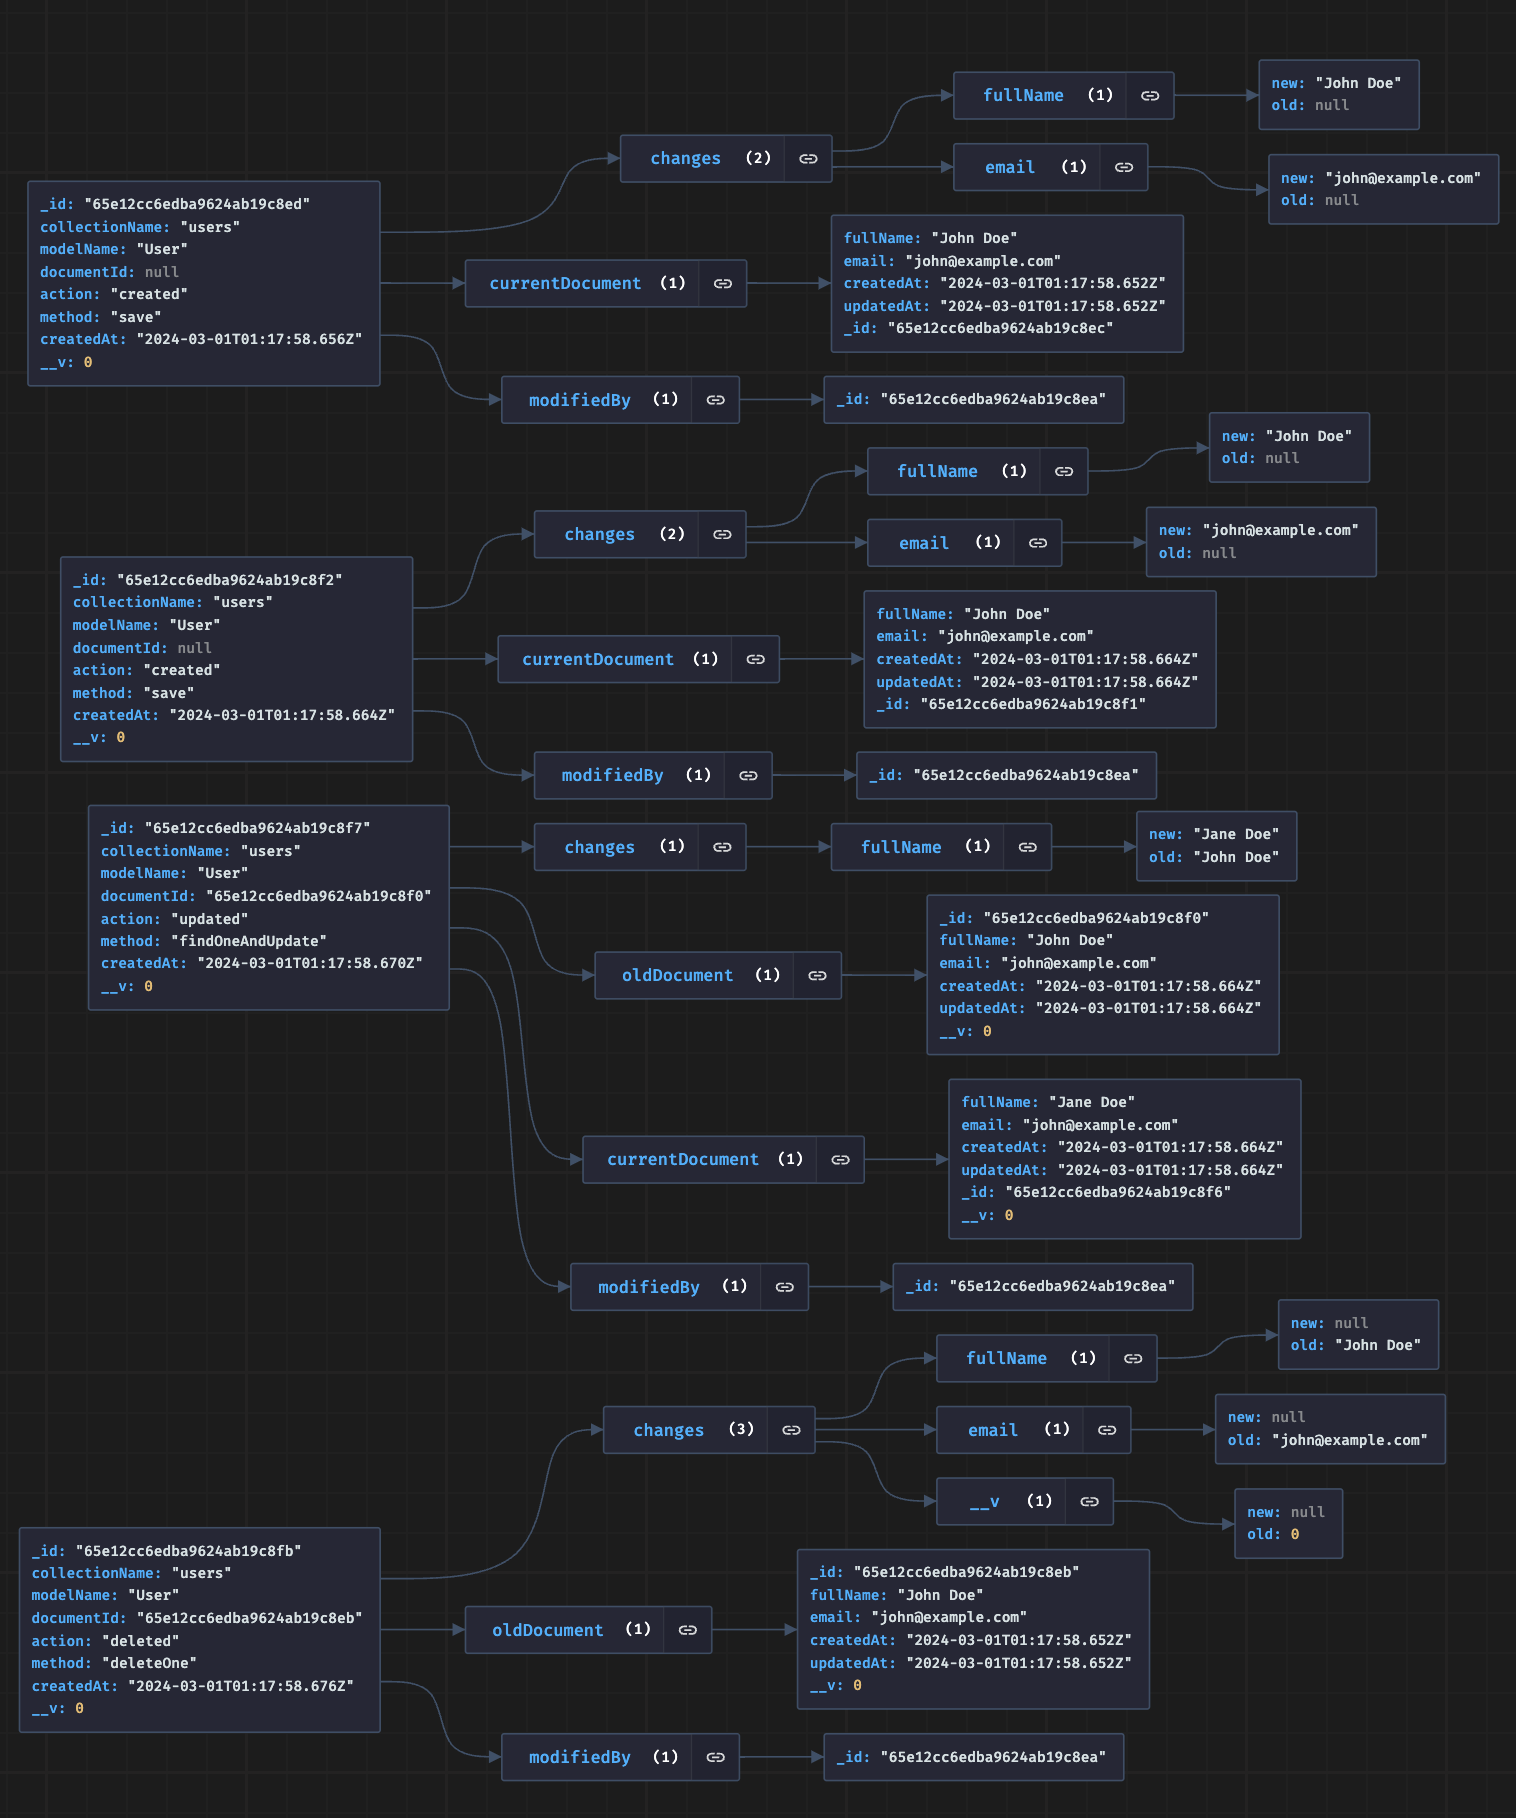 _id: "65e12cc6edba9624ab19c8ed"
collectionName: "users"
modelName: "User"
documentId: null
action: "created"
method: "save"
createdAt: "2024-03-01T01:17:58.656Z"
__v: 0
changes (2)
fullName (1)
new: "John Doe"
old: null
email (1)
new: "john@example.com"
old: null
currentDocument (1)
fullName: "John Doe"
email: "john@example.com"
createdAt: "2024-03-01T01:17:58.652Z"
updatedAt: "2024-03-01T01:17:58.652Z"
_id: "65e12cc6edba9624ab19c8ec"
modifiedBy (1)
_id: "65e12cc6edba9624ab19c8ea"
_id: "65e12cc6edba9624ab19c8f2"
collectionName: "users"
modelName: "User"
documentId: null
action: "created"
method: "save"
createdAt: "2024-03-01T01:17:58.664Z"
__v: 0
changes (2)
fullName (1)
new: "John Doe"
old: null
email (1)
new: "john@example.com"
old: null
currentDocument (1)
fullName: "John Doe"
email: "john@example.com"
createdAt: "2024-03-01T01:17:58.664Z"
updatedAt: "2024-03-01T01:17:58.664Z"
_id: "65e12cc6edba9624ab19c8f1"
modifiedBy (1)
_id: "65e12cc6edba9624ab19c8ea"
_id: "65e12cc6edba9624ab19c8f7"
collectionName: "users"
modelName: "User"
documentId: "65e12cc6edba9624ab19c8f0"
action: "updated"
method: "findOneAndUpdate"
createdAt: "2024-03-01T01:17:58.670Z"
__v: 0
changes (1)
fullName (1)
new: "Jane Doe"
old: "John Doe"
oldDocument (1)
_id: "65e12cc6edba9624ab19c8f0"
fullName: "John Doe"
email: "john@example.com"
createdAt: "2024-03-01T01:17:58.664Z"
updatedAt: "2024-03-01T01:17:58.664Z"
__v: 0
currentDocument (1)
fullName: "Jane Doe"
email: "john@example.com"
createdAt: "2024-03-01T01:17:58.664Z"
updatedAt: "2024-03-01T01:17:58.664Z"
_id: "65e12cc6edba9624ab19c8f6"
__v: 0
modifiedBy (1)
_id: "65e12cc6edba9624ab19c8ea"
_id: "65e12cc6edba9624ab19c8fb"
collectionName: "users"
modelName: "User"
documentId: "65e12cc6edba9624ab19c8eb"
action: "deleted"
method: "deleteOne"
createdAt: "2024-03-01T01:17:58.676Z"
__v: 0
changes (3)
fullName (1)
new: null
old: "John Doe"
email (1)
new: null
old: "john@example.com"
__v (1)
new: null
old: 0
oldDocument (1)
_id: "65e12cc6edba9624ab19c8eb"
fullName: "John Doe"
email: "john@example.com"
createdAt: "2024-03-01T01:17:58.652Z"
updatedAt: "2024-03-01T01:17:58.652Z"
__v: 0
modifiedBy (1)
_id: "65e12cc6edba9624ab19c8ea"